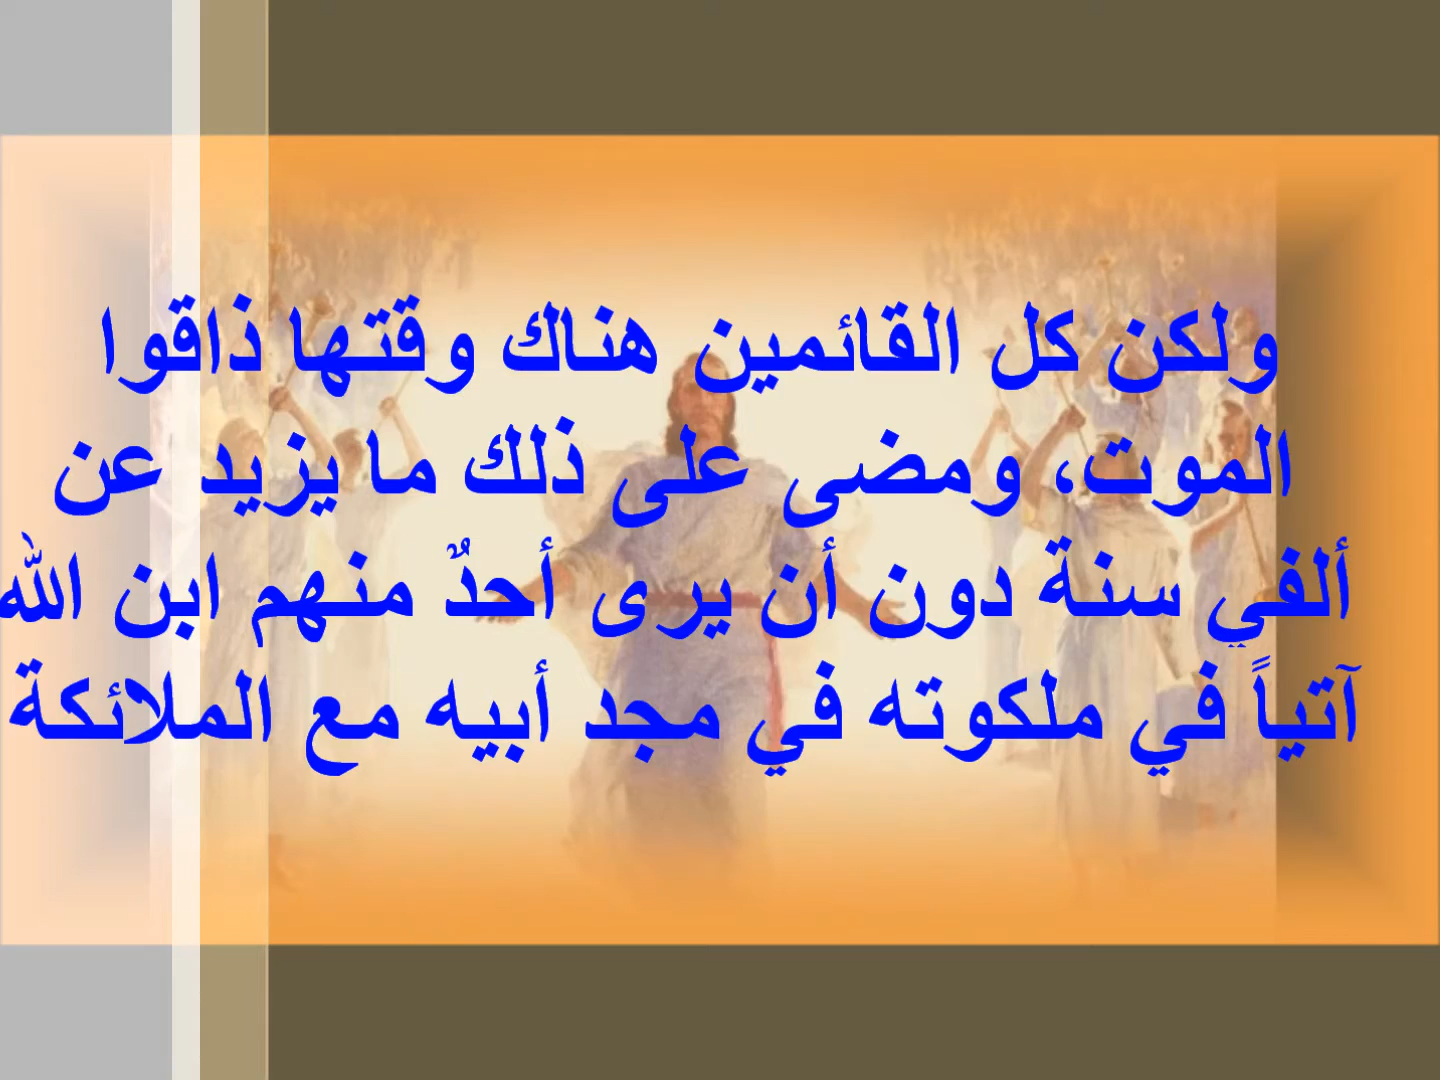 ولكن كل القائمين هناك وقتها ذاقوا
الموت، ومضى على ذلك ما يزيد عن
ألفي سنة دون أن يرى أحدٌ منهم ابن الله
آتياً في ملكوته في مجد أبيه مع الملائكة